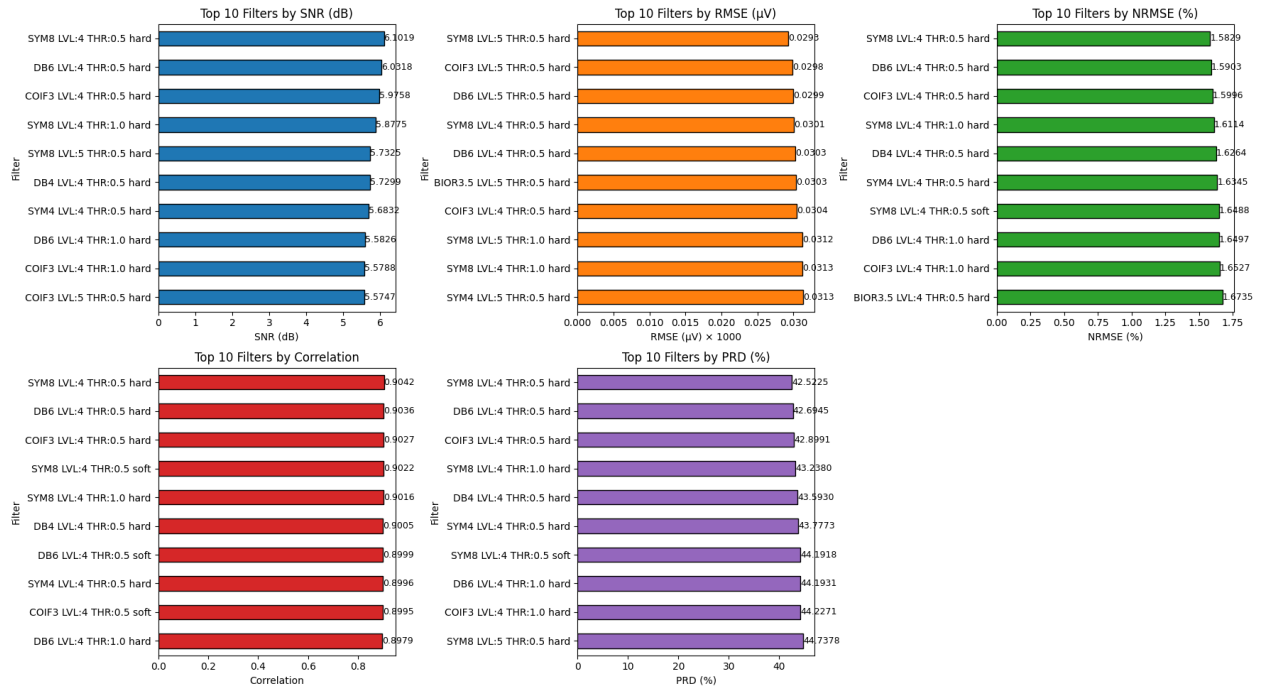 Top 10 Filters by SNR (dB)
Filter
SYM8 LVL:4 THR:0.5 hard 6.1019
DB6 LVL:4 THR:0.5 hard 6.0318
COIF3 LVL:4 THR:0.5 hard 5.9758
SYM8 LVL:4 THR:1.0 hard 5.8775
SYM8 LVL:5 THR:0.5 hard 5.7325
DB4 LVL:4 THR:0.5 hard 5.7299
SYM4 LVL:4 THR:0.5 hard 5.6832
DB6 LVL:4 THR:1.0 hard 5.5826
COIF3 LVL:4 THR:1.0 hard 5.5788
COIF3 LVL:5 THR:0.5 hard 5.5747
0 1 2 3 4 5 6
SNR (dB)
Top 10 Filters by RMSE (µV)
Filter
SYM8 LVL:5 THR:0.5 hard 0.0293
COIF3 LVL:5 THR:0.5 hard 0.0298
DB6 LVL:5 THR:0.5 hard 0.0299
SYM8 LVL:4 THR:0.5 hard 0.0301
DB6 LVL:4 THR:0.5 hard 0.0303
BIOR3.5 LVL:5 THR:0.5 hard 0.0303
COIF3 LVL:4 THR:0.5 hard 0.0304
SYM8 LVL:5 THR:1.0 hard 0.0312
SYM8 LVL:4 THR:1.0 hard 0.0313
SYM4 LVL:5 THR:0.5 hard 0.0313
0.000 0.005 0.010 0.015 0.020 0.025 0.030
RMSE (µV) × 1000
Top 10 Filters by NRMSE (%)
Filter
SYM8 LVL:4 THR:0.5 hard 1.5829
DB6 LVL:4 THR:0.5 hard 1.5903
COIF3 LVL:4 THR:0.5 hard 1.5996
SYM8 LVL:4 THR:1.0 hard 1.6114
DB4 LVL:4 THR:0.5 hard 1.6264
SYM4 LVL:4 THR:0.5 hard 1.6345
SYM8 LVL:4 THR:0.5 soft 1.6488
DB6 LVL:4 THR:1.0 hard 1.6497
COIF3 LVL:4 THR:1.0 hard 1.6527
BIOR3.5 LVL:4 THR:0.5 hard 1.6735
0.00 0.25 0.50 0.75 1.00 1.25 1.50 1.75
NRMSE (%)
Top 10 Filters by Correlation
Filter
SYM8 LVL:4 THR:0.5 hard 0.9042
DB6 LVL:4 THR:0.5 hard 0.9036
COIF3 LVL:4 THR:0.5 hard 0.9027
SYM8 LVL:4 THR:0.5 soft 0.9022
SYM8 LVL:4 THR:1.0 hard 0.9016
DB4 LVL:4 THR:0.5 hard 0.9005
DB6 LVL:4 THR:0.5 soft 0.8999
SYM4 LVL:4 THR:0.5 hard 0.8996
COIF3 LVL:4 THR:0.5 soft 0.8995
DB6 LVL:4 THR:1.0 hard 0.8979
0.0 0.2 0.4 0.6 0.8
Correlation
Top 10 Filters by PRD (%)
Filter
SYM8 LVL:4 THR:0.5 hard 42.5225
DB6 LVL:4 THR:0.5 hard 42.6945
COIF3 LVL:4 THR:0.5 hard 42.8991
SYM8 LVL:4 THR:1.0 hard 43.2380
DB4 LVL:4 THR:0.5 hard 43.5930
SYM4 LVL:4 THR:0.5 hard 43.7773
SYM8 LVL:4 THR:0.5 soft 44.1918
DB6 LVL:4 THR:1.0 hard 44.1931
COIF3 LVL:4 THR:1.0 hard 44.2271
SYM8 LVL:5 THR:0.5 hard 44.7378
0 10 20 30 40
PRD (%)